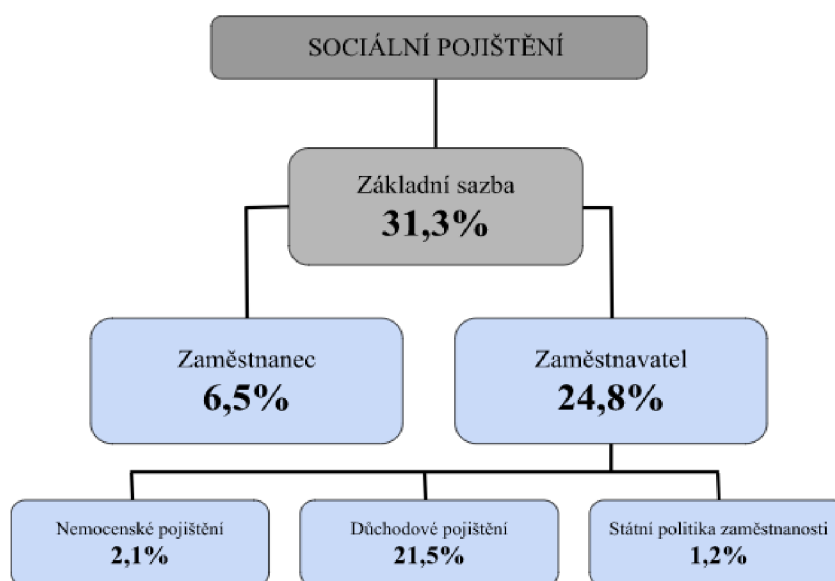 SOCIÁLNÍ POJIŠTĚNÍ
Základní sazba
31,3%
Zaměstnanec
6,5%
Zaměstnavatel
24,8%
Nemocenské pojištění
2,1%
Důchodové pojištění
21,5%
Státní politika zaměstnanosti
1,2%